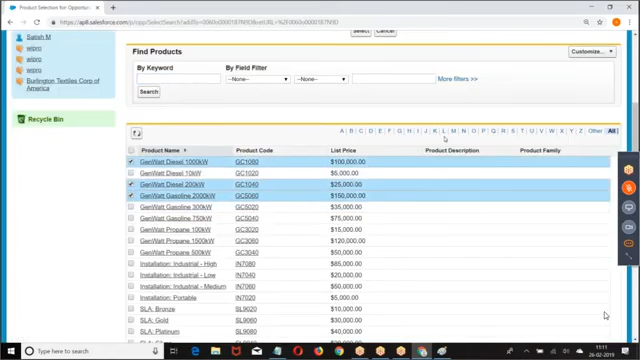 Product Selection for Opportu
https://ap8.salesforce.com/p/opp/SelectSearch?addTo=
Satish M
wipro
wipro
wipro
Burlington Textiles Corp of
America
Recycle Bin
Select
Cancel
Find Products
Customize...
By Keyword
By Field Filter
--None--
--None--
More filters >>
Search
A B C D E F G H I J K L M N O P Q R S T U V W X Y Z Other All
Product Name Product Code List Price Product Description Product Family
GenWatt Diesel 1000kW GC1060 $100,000.00
GenWatt Diesel 10kW GC1020 $5,000.00
GenWatt Diesel 200kW GC1040 $25,000.00
GenWatt Gasoline 2000kW GC5060 $150,000.00
GenWatt Gasoline 300kW GC5020 $35,000.00
GenWatt Gasoline 750kW GC5040 $75,000.00
GenWatt Propane 100kW GC3020 $15,000.00
GenWatt Propane 1500kW GC3060 $120,000.00
GenWatt Propane 500kW GC3040 $50,000.00
Installation: Industrial - High IN7080 $85,000.00
Installation: Industrial - Low IN7040 $20,000.00
Installation: Industrial - Medium IN7060 $50,000.00
Installation: Portable IN7020 $5,000.00
SLA: Bronze SL9020 $10,000.00
SLA: Gold SL9060 $30,000.00
SLA: Platinum SL9080 $40,000.00
Type here to search
11:11
26-02-2019